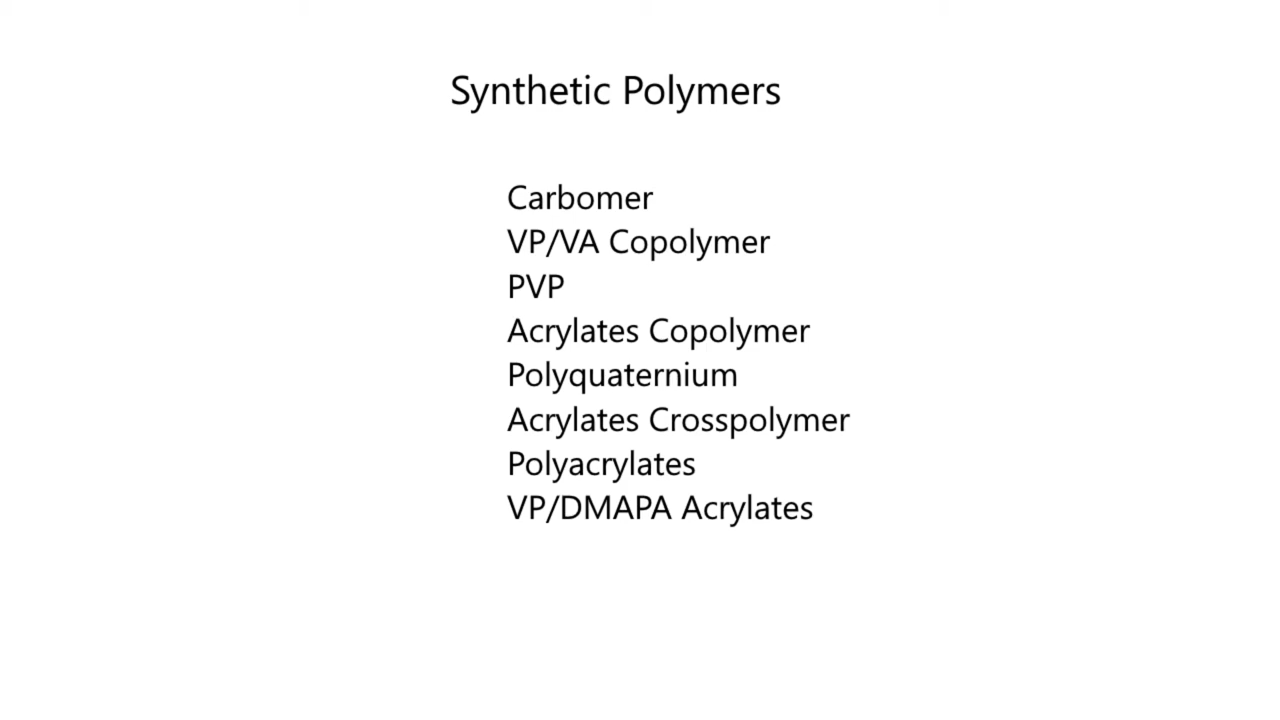 Synthetic Polymers
Carbomer
VP/VA Copolymer
PVP
Acrylates Copolymer
Polyquaternium
Acrylates Crosspolymer
Polyacrylates
VP/DMAPA Acrylates